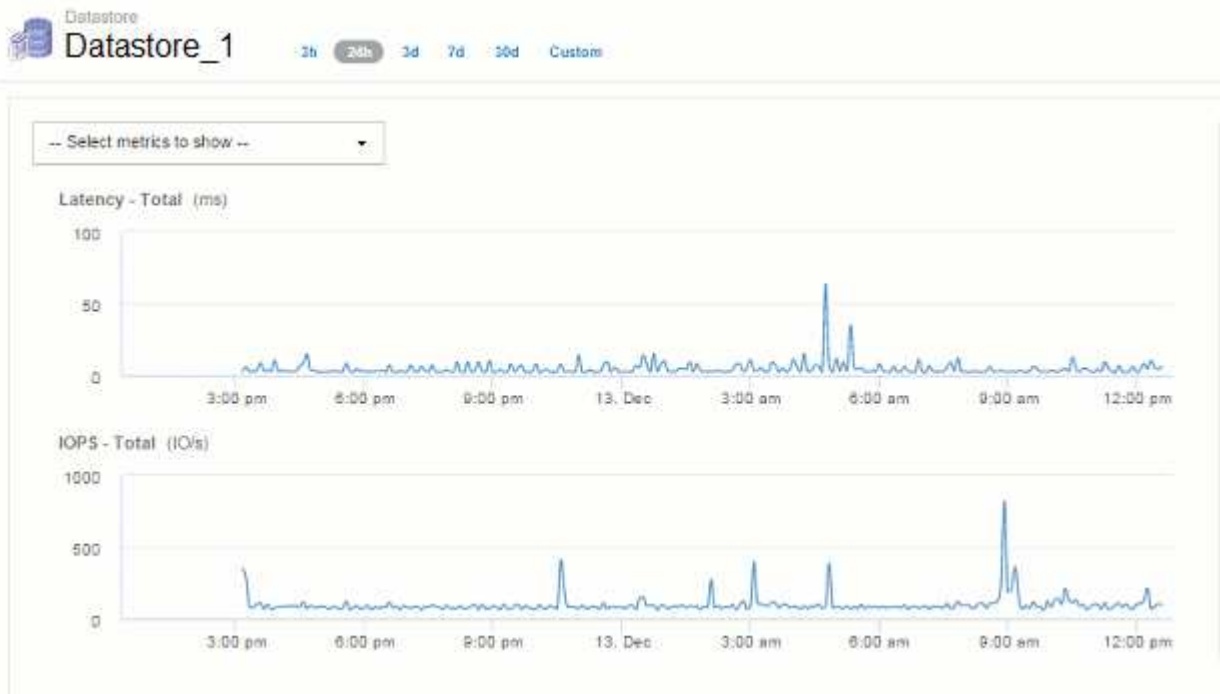 Datastore
Datastore_1
3h 24h 3d 7d 30d Custom
-- Select metrics to show --
Latency - Total (ms)
100
50
0
3:00 pm 6:00 pm 9:00 pm 13. Dec 3:00 am 6:00 am 9:00 am 12:00 pm
IOPS - Total (IO/s)
1000
500
0
3:00 pm 6:00 pm 9:00 pm 13. Dec 3:00 am 6:00 am 9:00 am 12:00 pm